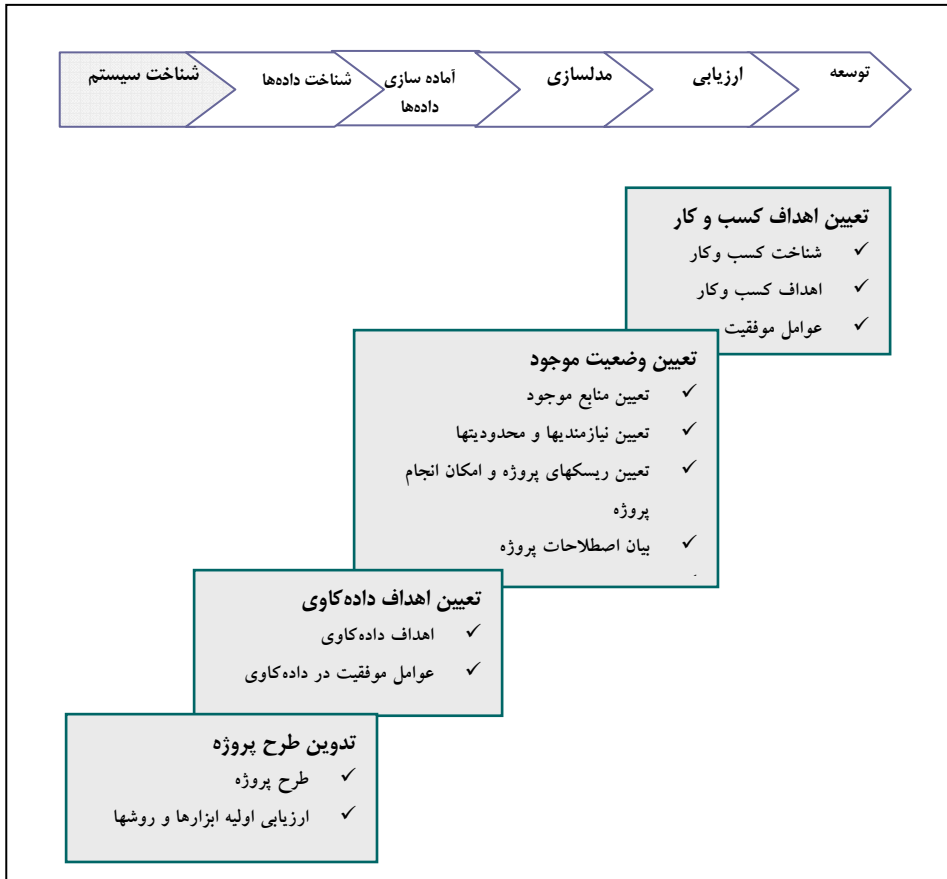 شناخت سیستم
شناخت داده‌ها
آماده سازی
داده‌ها
مدلسازی
ارزیابی
توسعه
تعیین اهداف کسب و کار
✓ شناخت کسب وکار
✓ اهداف کسب وکار
✓ عوامل موفقیت
تعیین وضعیت موجود
✓ تعیین منابع موجود
✓ تعیین نیازمندیها و محدودیتها
✓ تعیین ریسکهای پروژه و امکان انجام
پروژه
✓ بیان اصطلاحات پروژه
تعیین اهداف داده‌کاوی
✓ اهداف داده‌کاوی
✓ عوامل موفقیت در داده‌کاوی
تدوین طرح پروژه
✓ طرح پروژه
✓ ارزیابی اولیه ابزارها و روشها